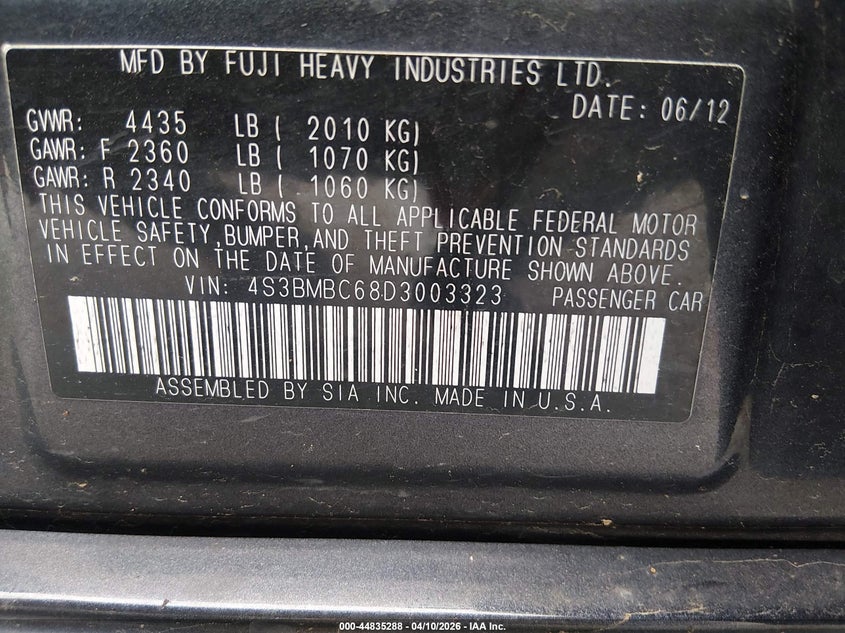 MFD BY FUJI HEAVY INDUSTRIES LTD.
DATE: 06/12
GVWR: 4435 LB ( 2010 KG)
GAWR: F 2360 LB ( 1070 KG)
GAWR: R 2340 LB ( 1060 KG)
THIS VEHICLE CONFORMS TO ALL APPLICABLE FEDERAL MOTOR
VEHICLE SAFETY,BUMPER,AND THEFT PREVENTION STANDARDS
IN EFFECT ON THE DATE OF MANUFACTURE SHOWN ABOVE.
VIN: 4S3BMBC68D3003323 PASSENGER CAR
ASSEMBLED BY SIA INC. MADE IN U.S.A.
000-44835288 - 04/10/2026 - IAA Inc.